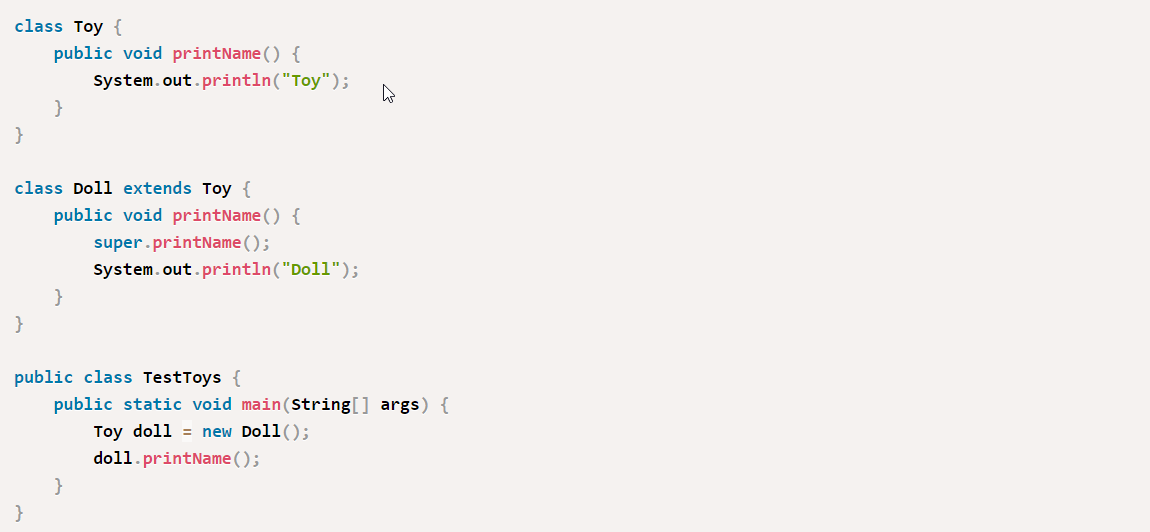 class Toy {
    public void printName() {
        System.out.println("Toy");
    }
}

class Doll extends Toy {
    public void printName() {
        super.printName();
        System.out.println("Doll");
    }
}

public class TestToys {
    public static void main(String[] args) {
        Toy doll = new Doll();
        doll.printName();
    }
}